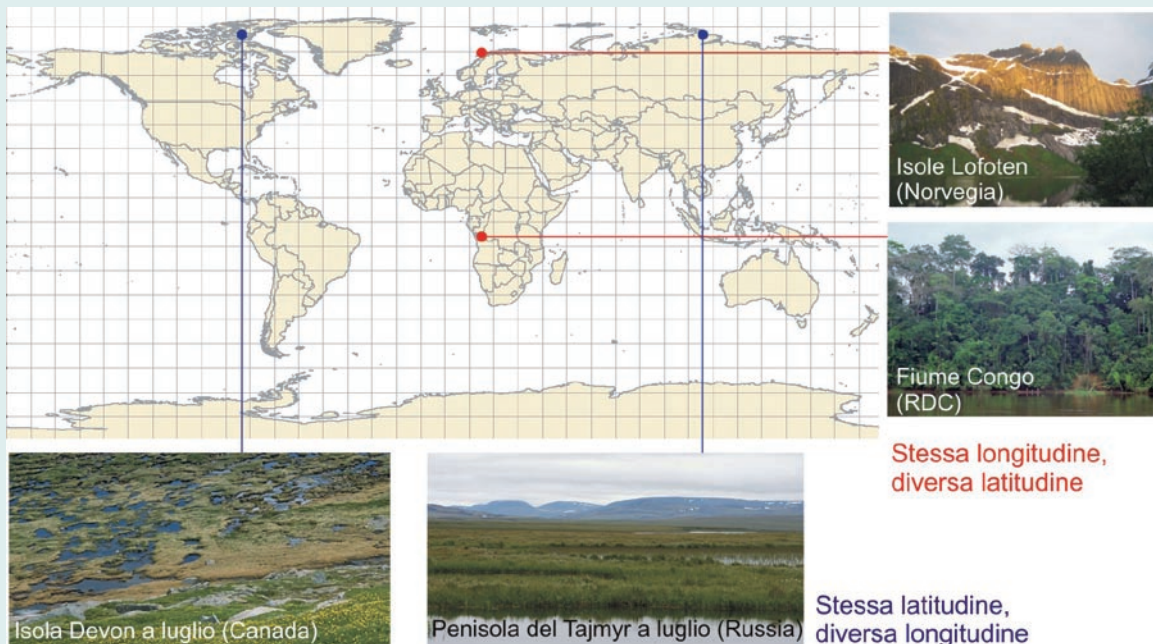 Isole Lofoten
(Norvegia)
Fiume Congo
(RDC)
Stessa longitudine,
diversa latitudine
Isola Devon a luglio (Canada)
Penisola del Tajmyr a luglio (Russia)
Stessa latitudine,
diversa longitudine